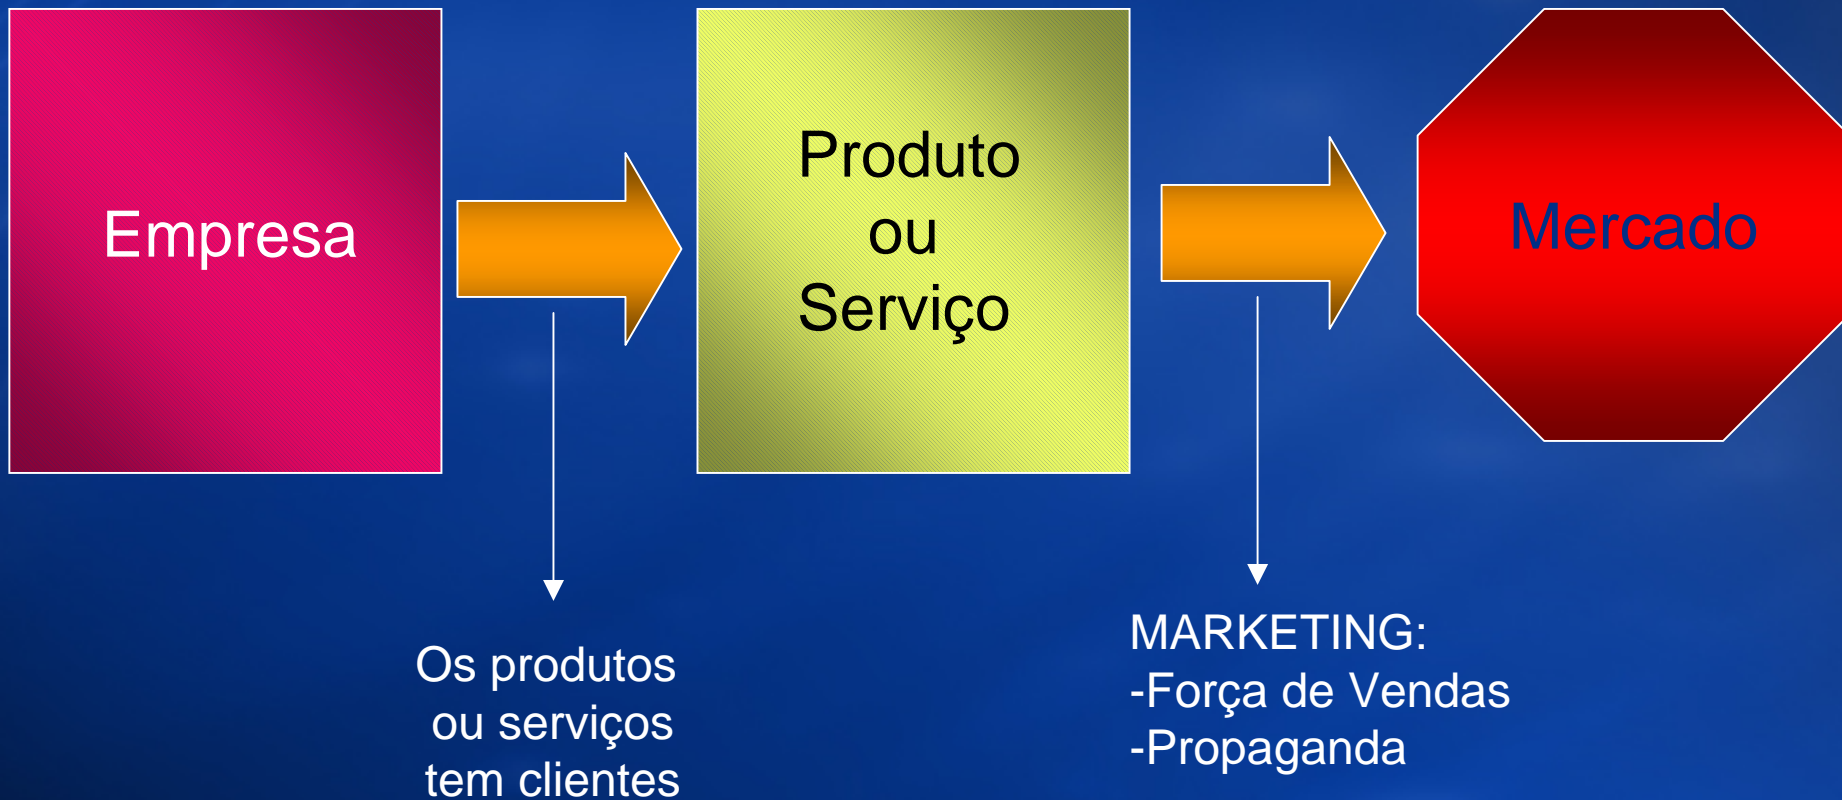 Empresa
Produto
ou
Serviço
Mercado
Os produtos
ou serviços
tem clientes
MARKETING:
-Força de Vendas
-Propaganda